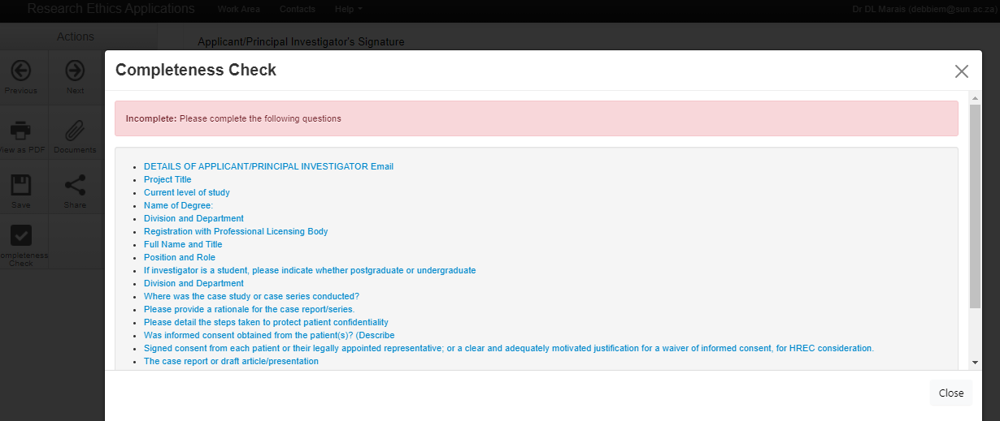 Research Ethics Applications Work Area Contacts Help Dr DL Marais (debbiem@sun.ac.za)
Actions
Applicant/Principal Investigator's Signature
Completeness Check
Previous Next
Incomplete: Please complete the following questions
View as PDF Documents
DETAILS OF APPLICANT/PRINCIPAL INVESTIGATOR Email
Project Title
Current level of study
Name of Degree:
Save Share
Division and Department
Registration with Professional Licensing Body
Full Name and Title
Position and Role
ompleteness
Check
If investigator is a student, please indicate whether postgraduate or undergraduate
Division and Department
Where was the case study or case series conducted?
Please provide a rationale for the case report/series.
Please detail the steps taken to protect patient confidentiality
Was informed consent obtained from the patient(s)? (Describe
Signed consent from each patient or their legally appointed representative; or a clear and adequately motivated justification for a waiver of informed consent, for HREC consideration.
The case report or draft article/presentation
Close